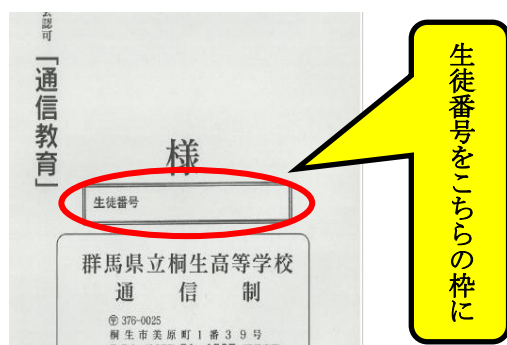 認可
「通信教育」
様
生徒番号
群馬県立桐生高等学校
通信制
〒376-0025
桐生市美原町1番39号
生徒番号をこちらの枠に